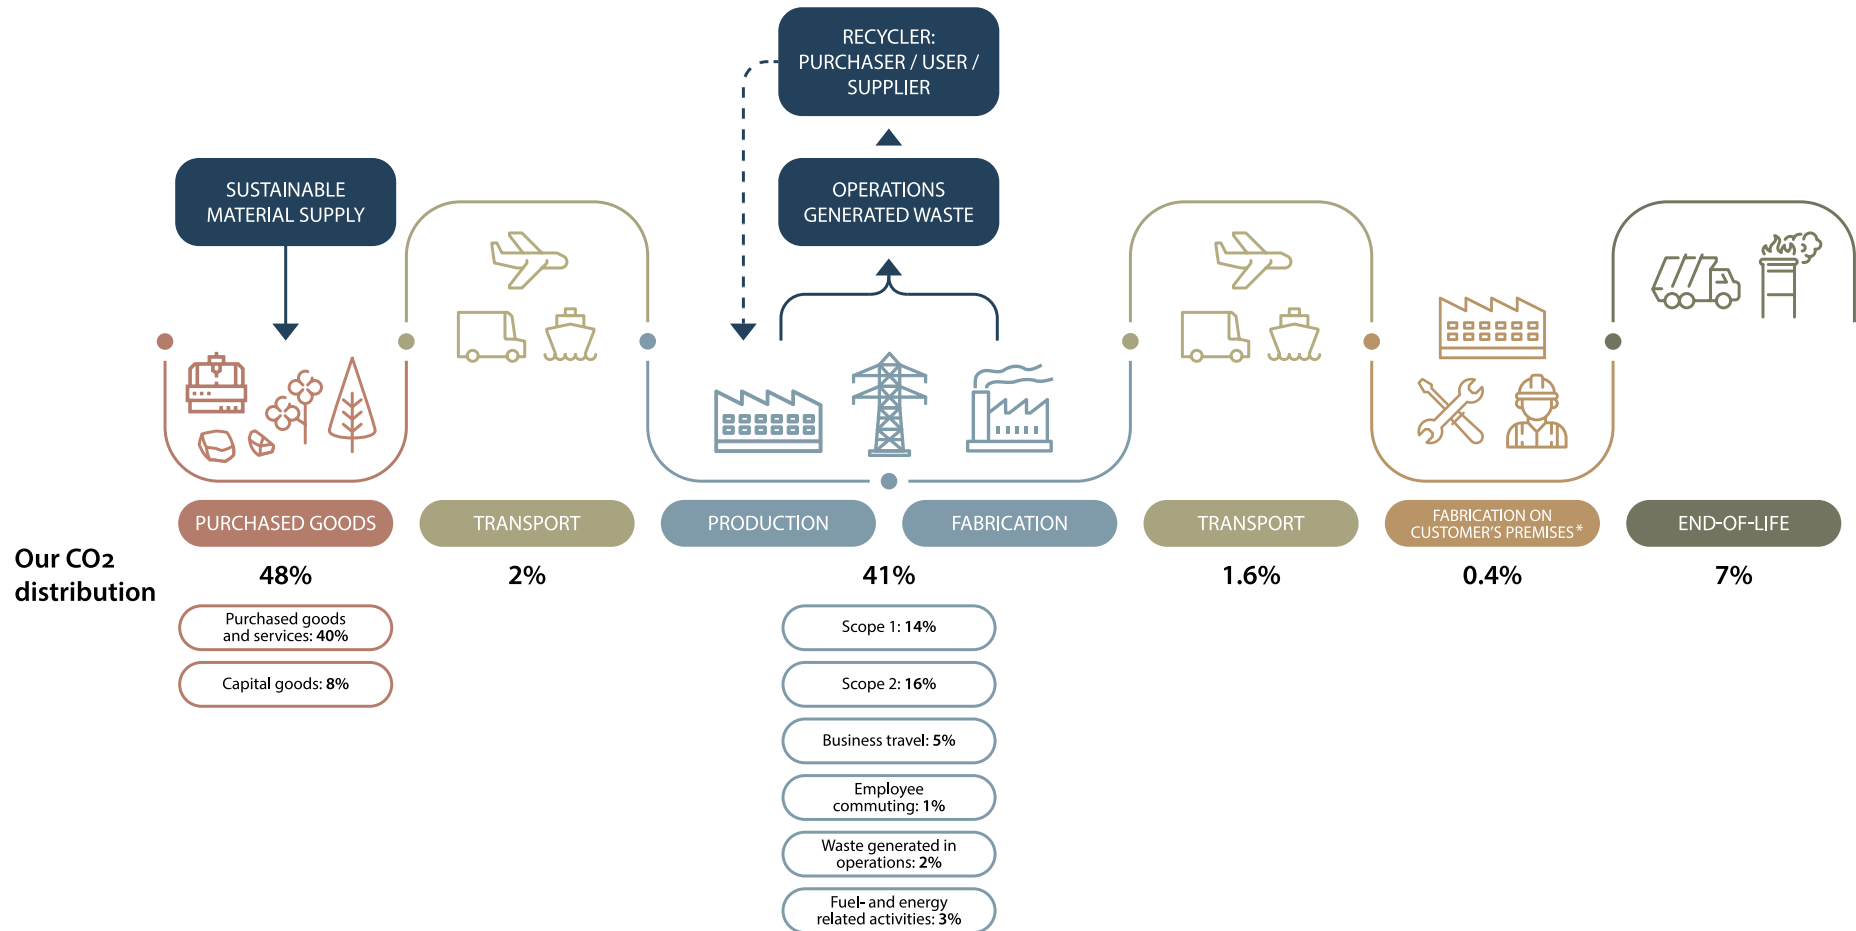 RECYCLER:
PURCHASER / USER /
SUPPLIER
SUSTAINABLE
MATERIAL SUPPLY
OPERATIONS
GENERATED WASTE
PURCHASED GOODS
TRANSPORT
PRODUCTION
FABRICATION
TRANSPORT
FABRICATION ON
CUSTOMER'S PREMISES*
END-OF-LIFE
Our CO2
distribution
48%
2%
41%
1.6%
0.4%
7%
Purchased goods
and services: 40%
Capital goods: 8%
Scope 1: 14%
Scope 2: 16%
Business travel: 5%
Employee
commuting: 1%
Waste generated in
operations: 2%
Fuel- and energy
related activities: 3%